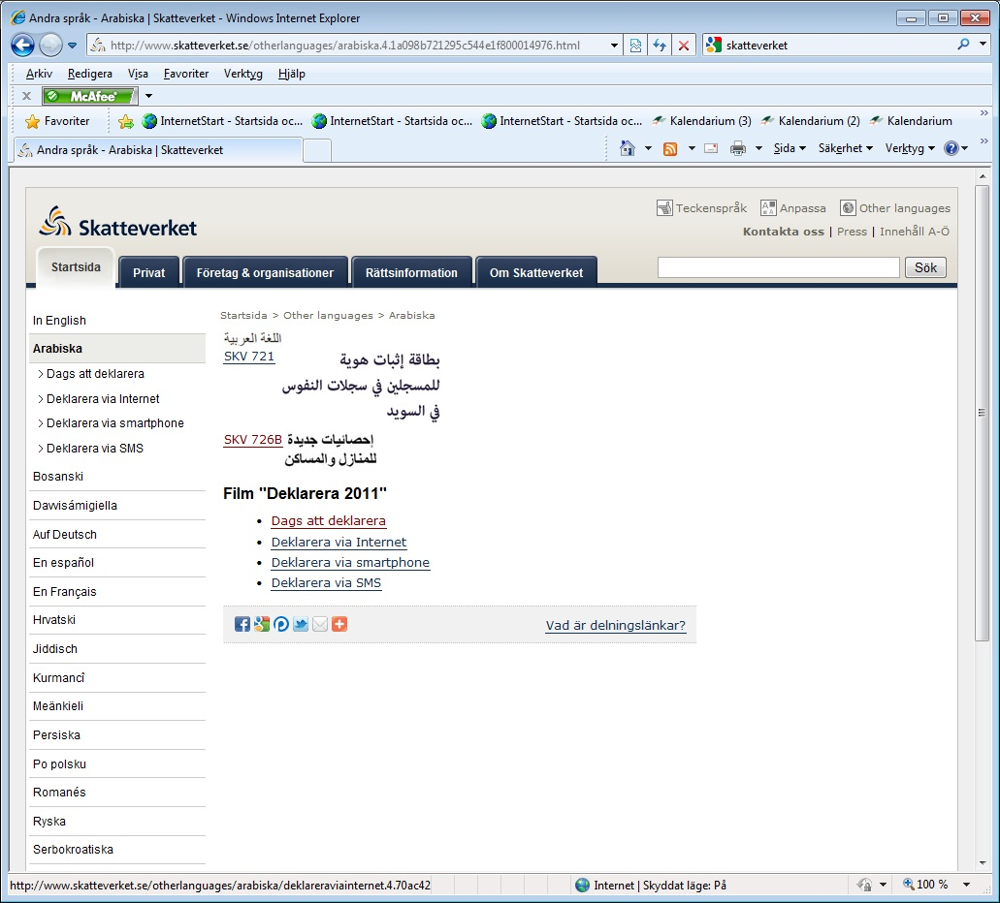 Andra språk - Arabiska | Skatteverket - Windows Internet Explorer
http://www.skatteverket.se/otherlanguages/arabiska.4.1a098b721295c544e1f800014976.html
skatteverket
Arkiv Redigera Visa Favoriter Verktyg Hjälp
x McAfee
Favoriter InternetStart - Startsida oc... InternetStart - Startsida oc... InternetStart - Startsida oc... Kalendarium (3) Kalendarium (2) Kalendarium
Andra språk - Arabiska | Skatteverket
Sida Säkerhet Verktyg
Skatteverket
Teckenspråk Anpassa Other languages
Kontakta oss | Press | Innehåll A-Ö
Startsida Privat Företag & organisationer Rättsinformation Om Skatteverket
Sök
In English
Arabiska
> Dags att deklarera
> Deklarera via Internet
> Deklarera via smartphone
> Deklarera via SMS
Bosanski
Dawisámigiella
Auf Deutsch
En español
En Français
Hrvatski
Jiddisch
Kurmancî
Meänkieli
Persiska
Po polsku
Romanés
Ryska
Serbokroatiska
Startsida > Other languages > Arabiska
اللغة العربية
SKV 721 بطاقة إثبات هوية
للمسجلين في سجلات النفوس
في السويد
SKV 726B إحصائيات جديدة
للمنازل والمساكن
Film "Deklarera 2011"
• Dags att deklarera
• Deklarera via Internet
• Deklarera via smartphone
• Deklarera via SMS
Vad är delningslänkar?
http://www.skatteverket.se/otherlanguages/arabiska/deklareraviainternet.4.70ac42
Internet | Skyddat läge: På
100 %